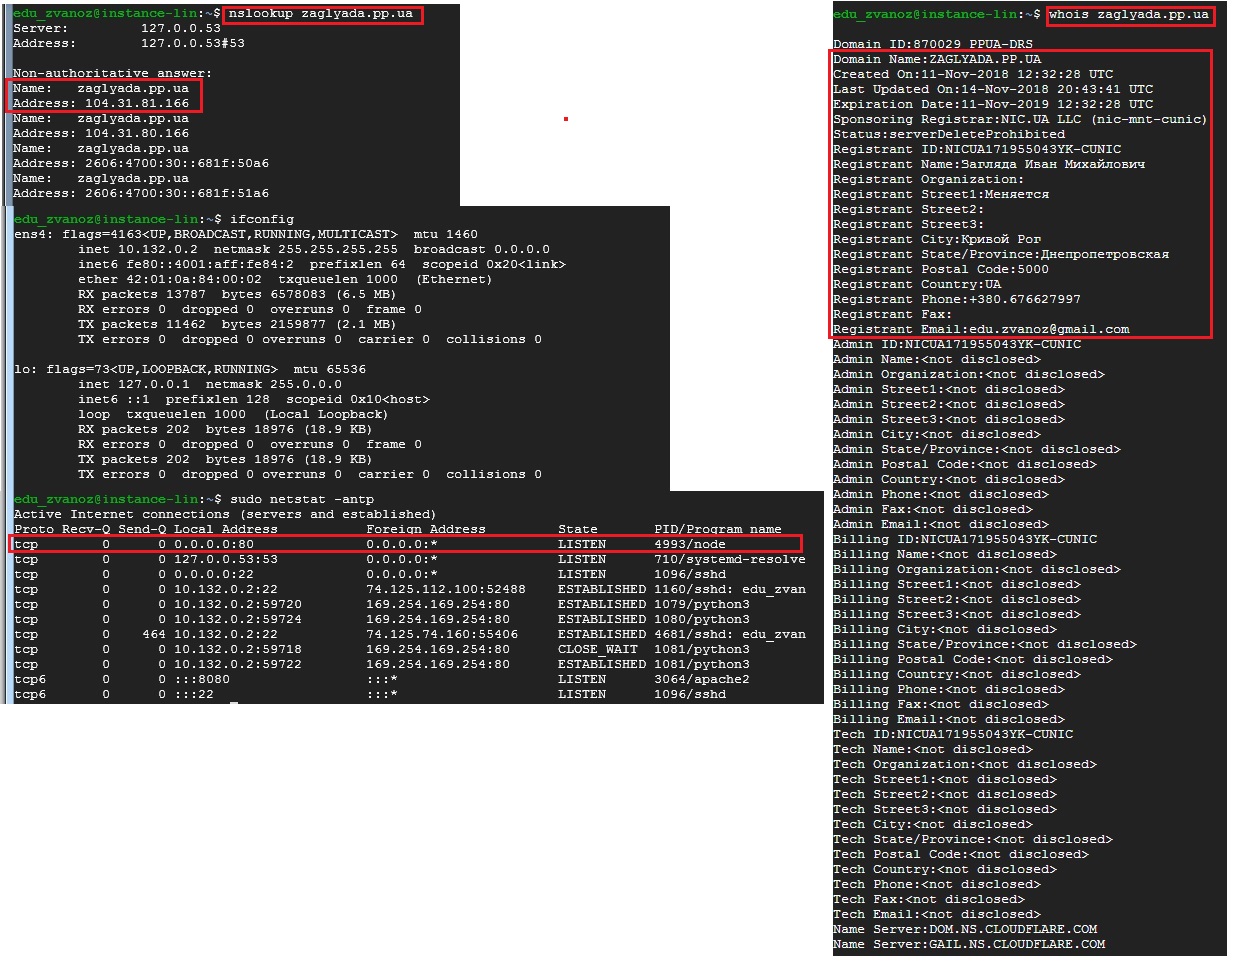 edu_zvanoz@instance-lin:~$ nslookup zaglyada.pp.ua
Server:         127.0.0.53
Address:        127.0.0.53#53
Non-authoritative answer:
Name:   zaglyada.pp.ua
Address: 104.31.81.166
Name:   zaglyada.pp.ua
Address: 104.31.80.166
Name:   zaglyada.pp.ua
Address: 2606:4700:30::681f:50a6
Name:   zaglyada.pp.ua
Address: 2606:4700:30::681f:51a6
edu_zvanoz@instance-lin:~$ ifconfig
ens4: flags=4163<UP,BROADCAST,RUNNING,MULTICAST>  mtu 1460
        inet 10.132.0.2  netmask 255.255.255.255  broadcast 0.0.0.0
        inet6 fe80::4001:aff:fe84:2  prefixlen 64  scopeid 0x20<link>
        ether 42:01:0a:84:00:02  txqueuelen 1000  (Ethernet)
        RX packets 13787  bytes 6578083 (6.5 MB)
        RX errors 0  dropped 0  overruns 0  frame 0
        TX packets 11462  bytes 2159877 (2.1 MB)
        TX errors 0  dropped 0 overruns 0  carrier 0  collisions 0
lo: flags=73<UP,LOOPBACK,RUNNING>  mtu 65536
        inet 127.0.0.1  netmask 255.0.0.0
        inet6 ::1  prefixlen 128  scopeid 0x10<host>
        loop  txqueuelen 1000  (Local Loopback)
        RX packets 202  bytes 18976 (18.9 KB)
        RX errors 0  dropped 0  overruns 0  frame 0
        TX packets 202  bytes 18976 (18.9 KB)
        TX errors 0  dropped 0 overruns 0  carrier 0  collisions 0
edu_zvanoz@instance-lin:~$ sudo netstat -antp
Active Internet connections (servers and established)
Proto Recv-Q Send-Q Local Address           Foreign Address         State       PID/Program name
tcp        0      0 0.0.0.0:80              0.0.0.0:*               LISTEN      4993/node
tcp        0      0 127.0.0.53:53           0.0.0.0:*               LISTEN      710/systemd-resolve
tcp        0      0 0.0.0.0:22              0.0.0.0:*               LISTEN      1096/sshd
tcp        0      0 10.132.0.2:22           74.125.112.100:52488    ESTABLISHED 1160/sshd: edu_zvan
tcp        0      0 10.132.0.2:59720        169.254.169.254:80      ESTABLISHED 1079/python3
tcp        0      0 10.132.0.2:59724        169.254.169.254:80      ESTABLISHED 1080/python3
tcp        0    464 10.132.0.2:22           74.125.74.160:55406     ESTABLISHED 4681/sshd: edu_zvan
tcp        0      0 10.132.0.2:59718        169.254.169.254:80      CLOSE_WAIT  1081/python3
tcp        0      0 10.132.0.2:59722        169.254.169.254:80      ESTABLISHED 1081/python3
tcp6       0      0 :::8080                 :::*                    LISTEN      3064/apache2
tcp6       0      0 :::22                   :::*                    LISTEN      1096/sshd
edu_zvanoz@instance-lin:~$ whois zaglyada.pp.ua
Domain ID:870029 PPUA-DRS
Domain Name:ZAGLYADA.PP.UA
Created On:11-Nov-2018 12:32:28 UTC
Last Updated On:14-Nov-2018 20:43:41 UTC
Expiration Date:11-Nov-2019 12:32:28 UTC
Sponsoring Registrar:NIC.UA LLC (nic-mnt-cunic)
Status:serverDeleteProhibited
Registrant ID:NICUA171955043YK-CUNIC
Registrant Name:Загляда Иван Михайлович
Registrant Organization:
Registrant Street1:Меняется
Registrant Street2:
Registrant Street3:
Registrant City:Кривой Рог
Registrant State/Province:Днепропетровская
Registrant Postal Code:5000
Registrant Country:UA
Registrant Phone:+380.676627997
Registrant Fax:
Registrant Email:edu.zvanoz@gmail.com
Admin ID:NICUA171955043YK-CUNIC
Admin Name:<not disclosed>
Admin Organization:<not disclosed>
Admin Street1:<not disclosed>
Admin Street2:<not disclosed>
Admin Street3:<not disclosed>
Admin City:<not disclosed>
Admin State/Province:<not disclosed>
Admin Postal Code:<not disclosed>
Admin Country:<not disclosed>
Admin Phone:<not disclosed>
Admin Fax:<not disclosed>
Admin Email:<not disclosed>
Billing ID:NICUA171955043YK-CUNIC
Billing Name:<not disclosed>
Billing Organization:<not disclosed>
Billing Street1:<not disclosed>
Billing Street2:<not disclosed>
Billing Street3:<not disclosed>
Billing City:<not disclosed>
Billing State/Province:<not disclosed>
Billing Postal Code:<not disclosed>
Billing Country:<not disclosed>
Billing Phone:<not disclosed>
Billing Fax:<not disclosed>
Billing Email:<not disclosed>
Tech ID:NICUA171955043YK-CUNIC
Tech Name:<not disclosed>
Tech Organization:<not disclosed>
Tech Street1:<not disclosed>
Tech Street2:<not disclosed>
Tech Street3:<not disclosed>
Tech City:<not disclosed>
Tech State/Province:<not disclosed>
Tech Postal Code:<not disclosed>
Tech Country:<not disclosed>
Tech Phone:<not disclosed>
Tech Fax:<not disclosed>
Tech Email:<not disclosed>
Name Server:DOM.NS.CLOUDFLARE.COM
Name Server:GAIL.NS.CLOUDFLARE.COM